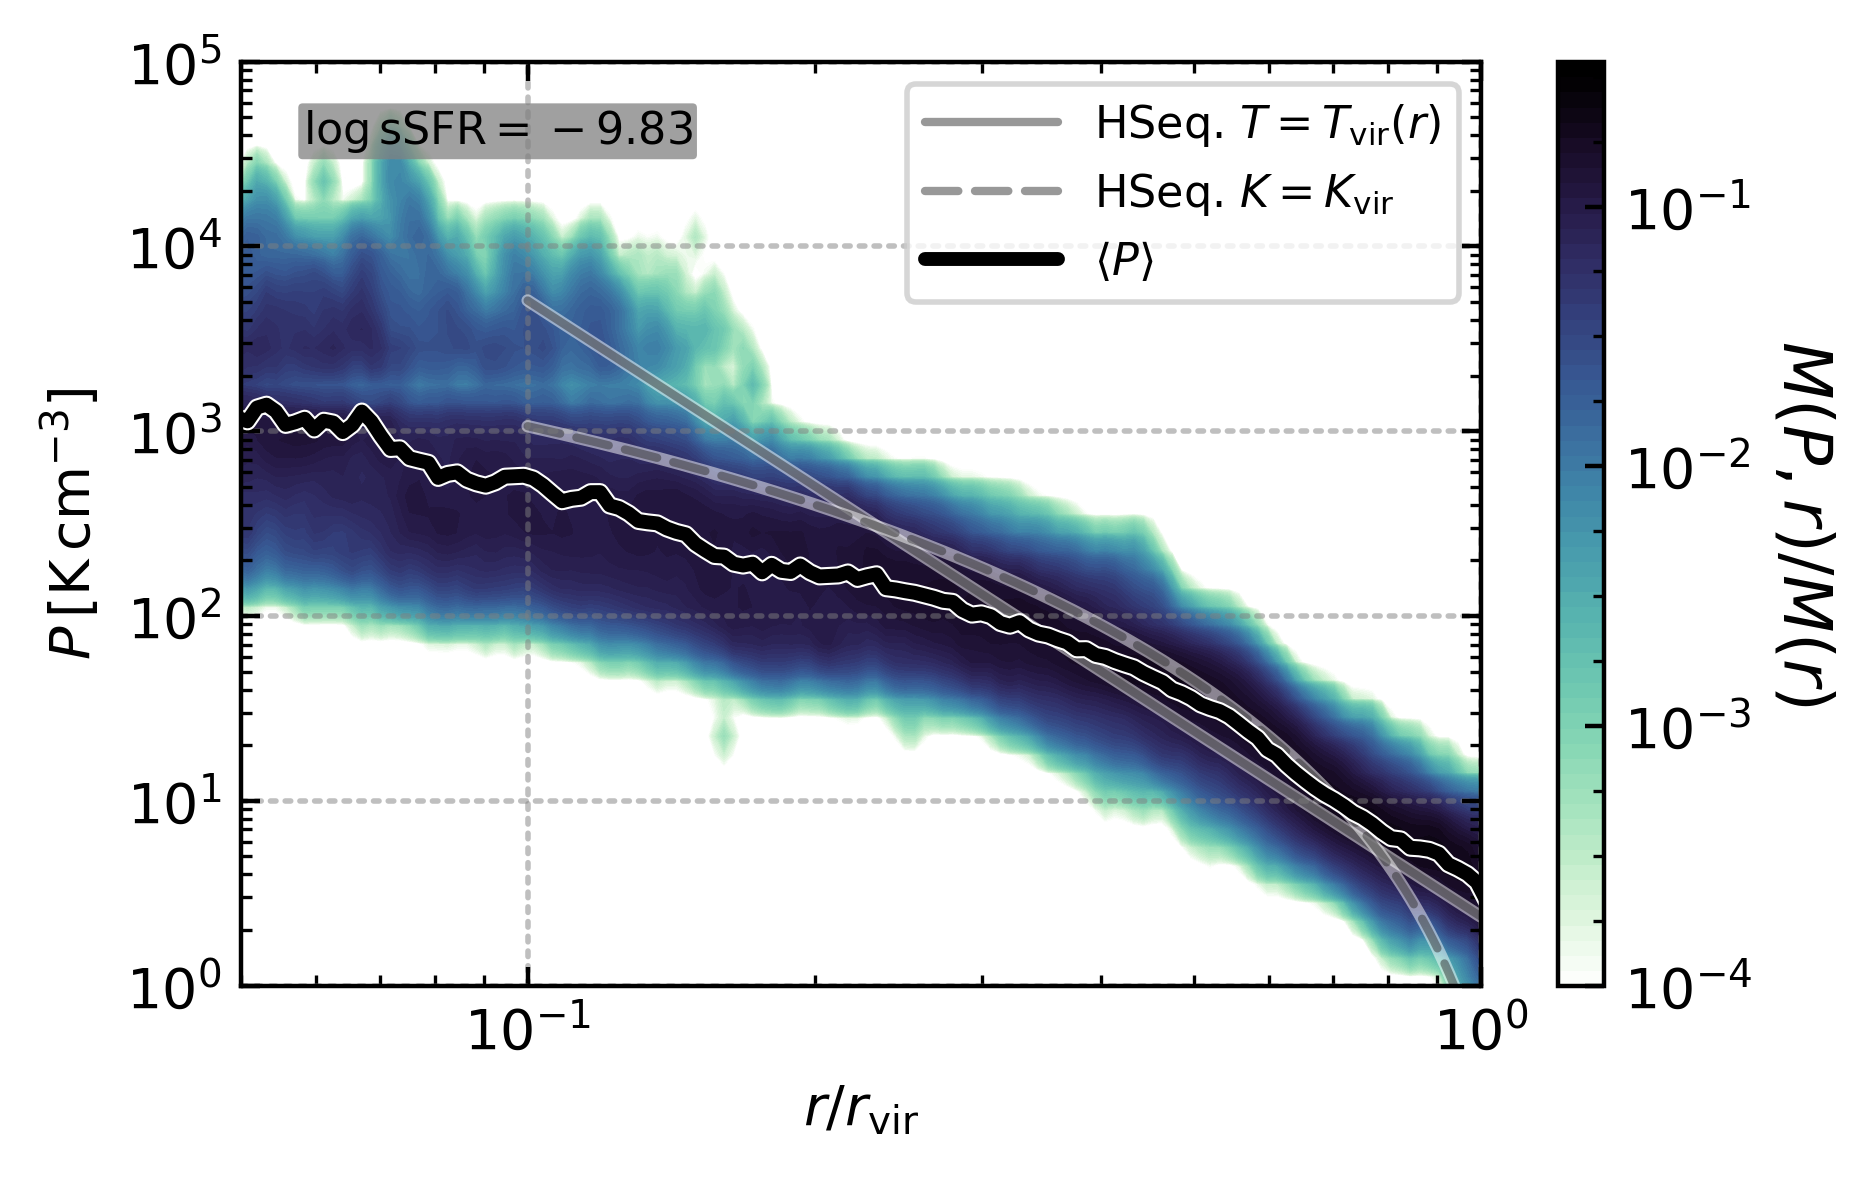 log sSFR = −9.83
HSeq. T = T_vir(r)
HSeq. K = K_vir
⟨P⟩
10^5
10^4
10^3
10^2
10^1
10^0
P [K cm^−3]
10^−1
10^0
r/r_vir
10^−1
10^−2
10^−3
10^−4
M(P, r)/M(r)